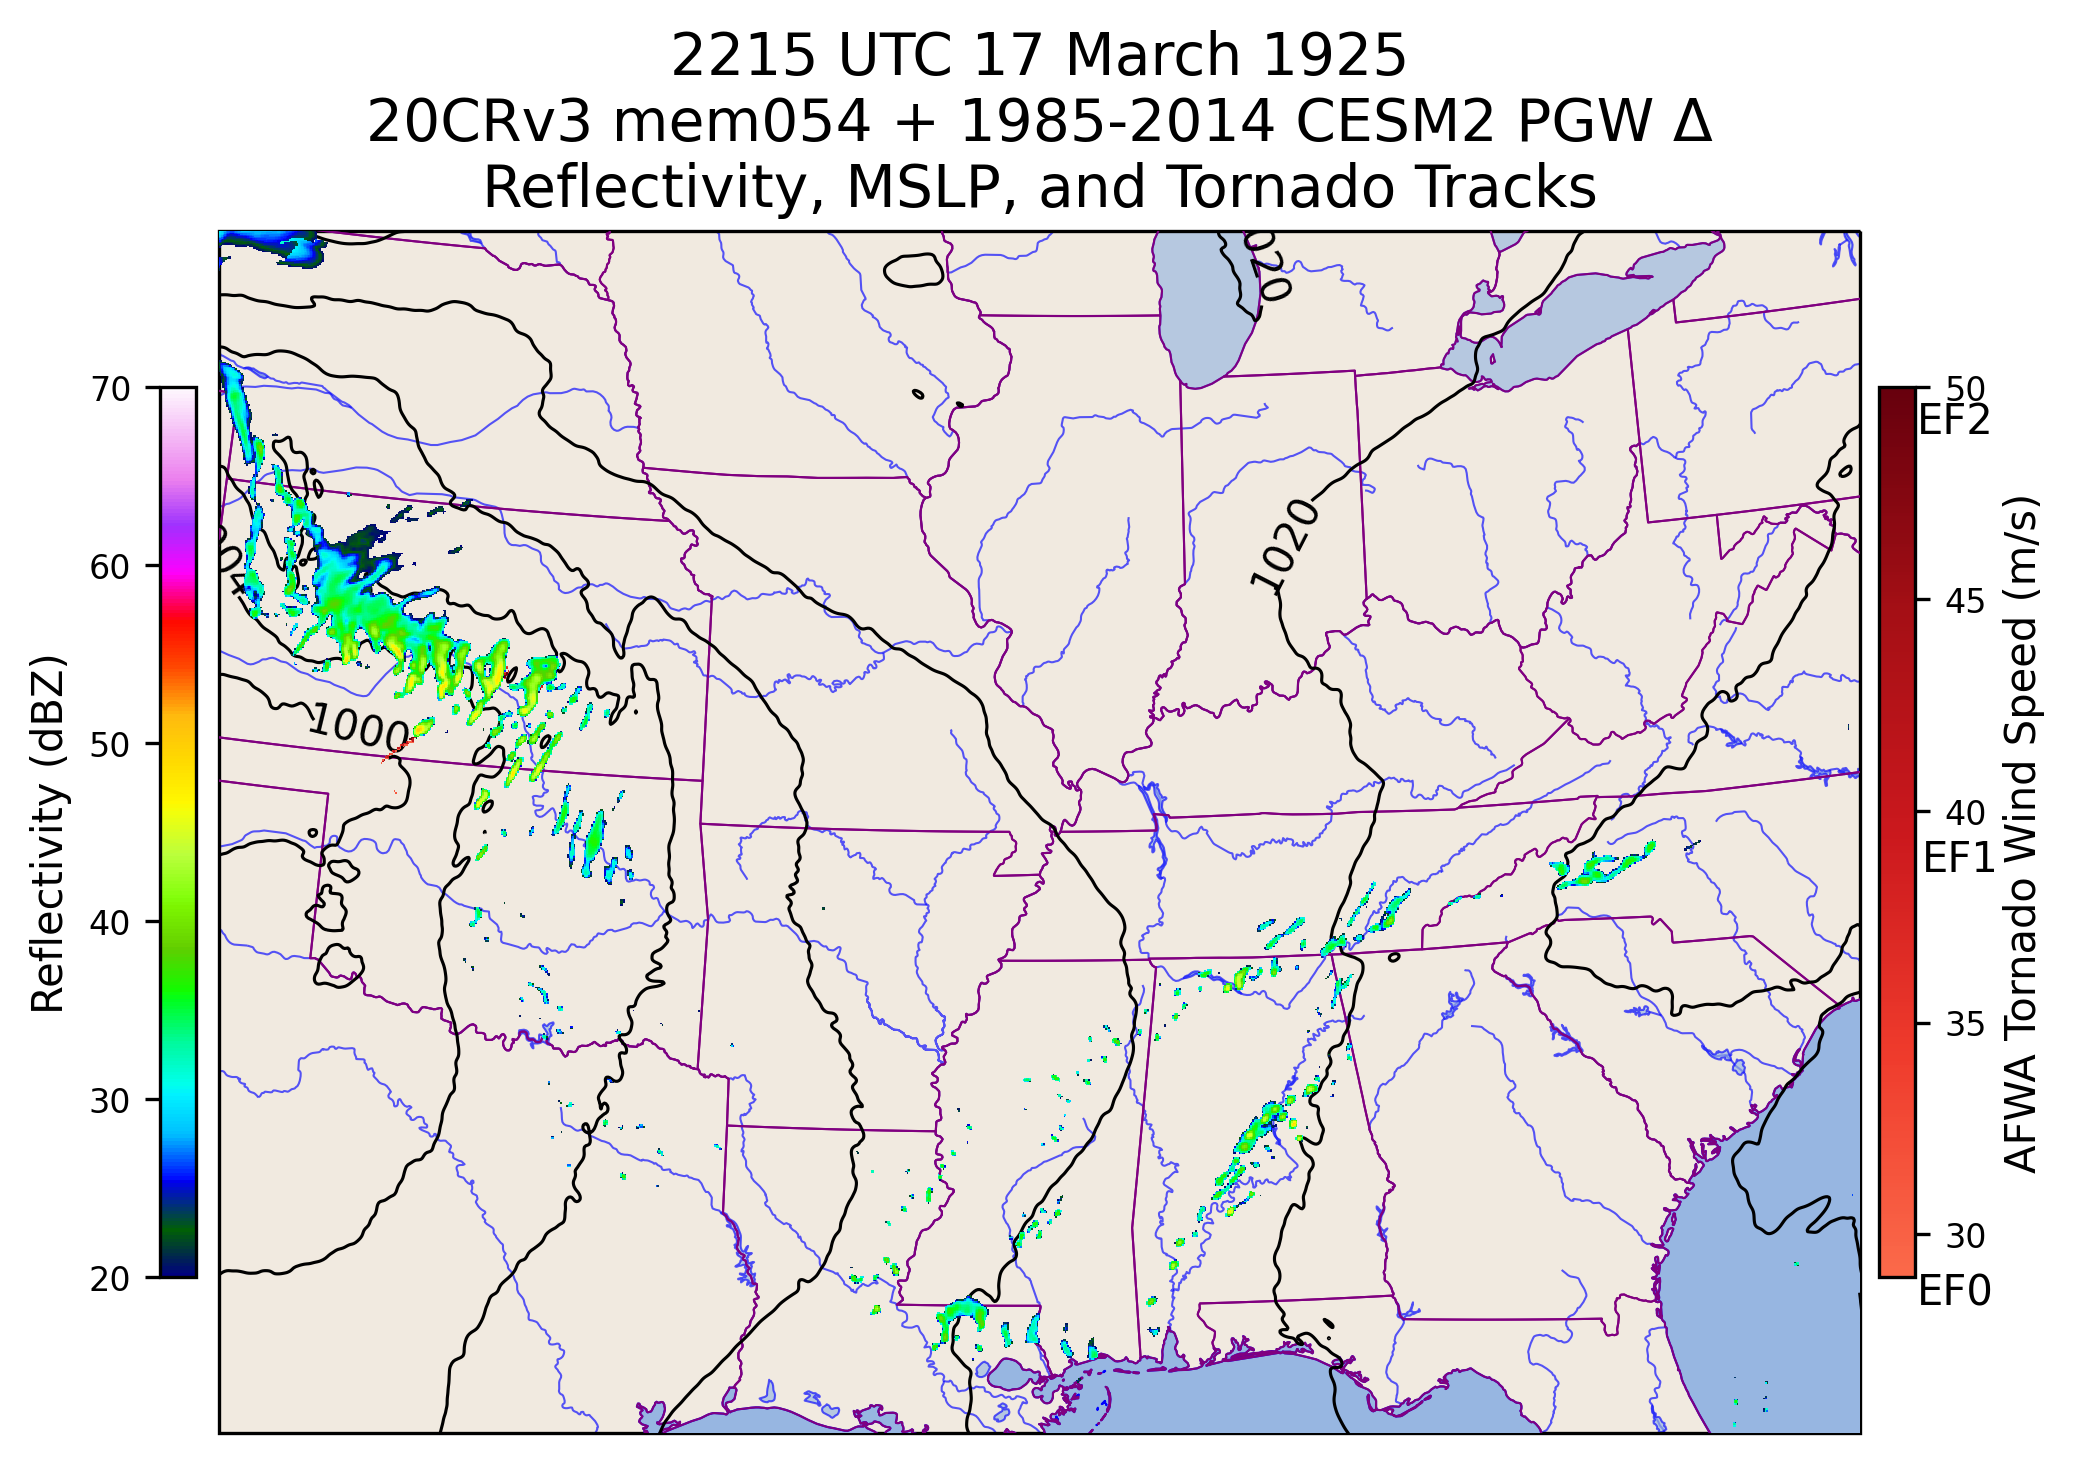 2215 UTC 17 March 1925
20CRv3 mem054 + 1985-2014 CESM2 PGW Δ
Reflectivity, MSLP, and Tornado Tracks
70
60
50
40
30
20
Reflectivity (dBZ)
1020
1020
1000
50
EF2
45
40
EF1
35
30
EF0
AFWA Tornado Wind Speed (m/s)